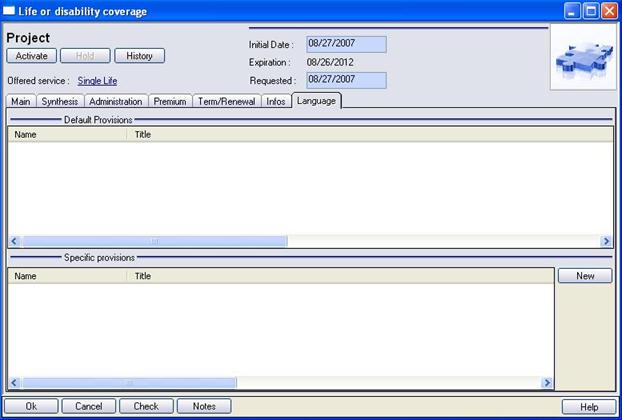 Life or disability coverage
Project
Activate Hold History
Initial Date : 08/27/2007
Expiration : 08/26/2012
Requested : 08/27/2007
Offered service : Single Life
Main Synthesis Administration Premium Term/Renewal Infos Language
Default Provisions
Name Title
Specific provisions
Name Title
New
Ok Cancel Check Notes Help